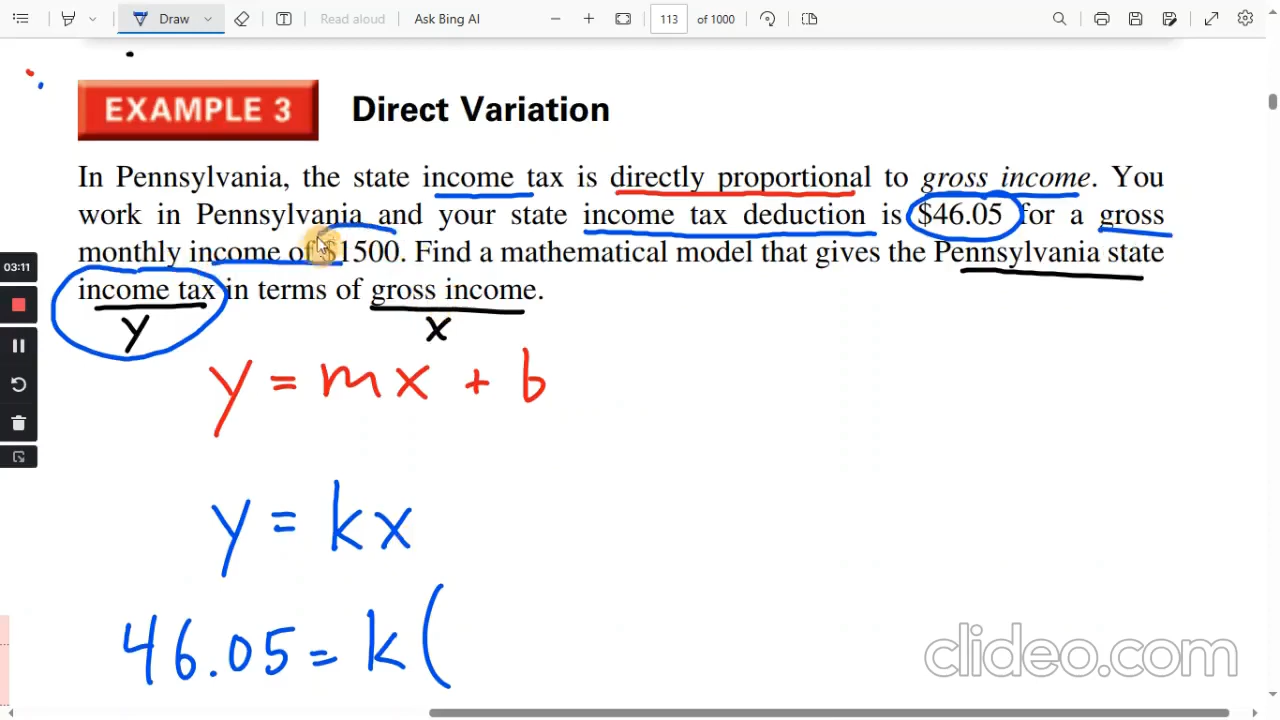 Draw Read aloud Ask Bing AI 113 of 1000
EXAMPLE 3 Direct Variation
In Pennsylvania, the state income tax is directly proportional to gross income. You
work in Pennsylvania and your state income tax deduction is $46.05 for a gross
monthly income of $1500. Find a mathematical model that gives the Pennsylvania state
income tax in terms of gross income.
03:11
y x
y = mx + b
y = kx
46.05 = k (
clideo.com